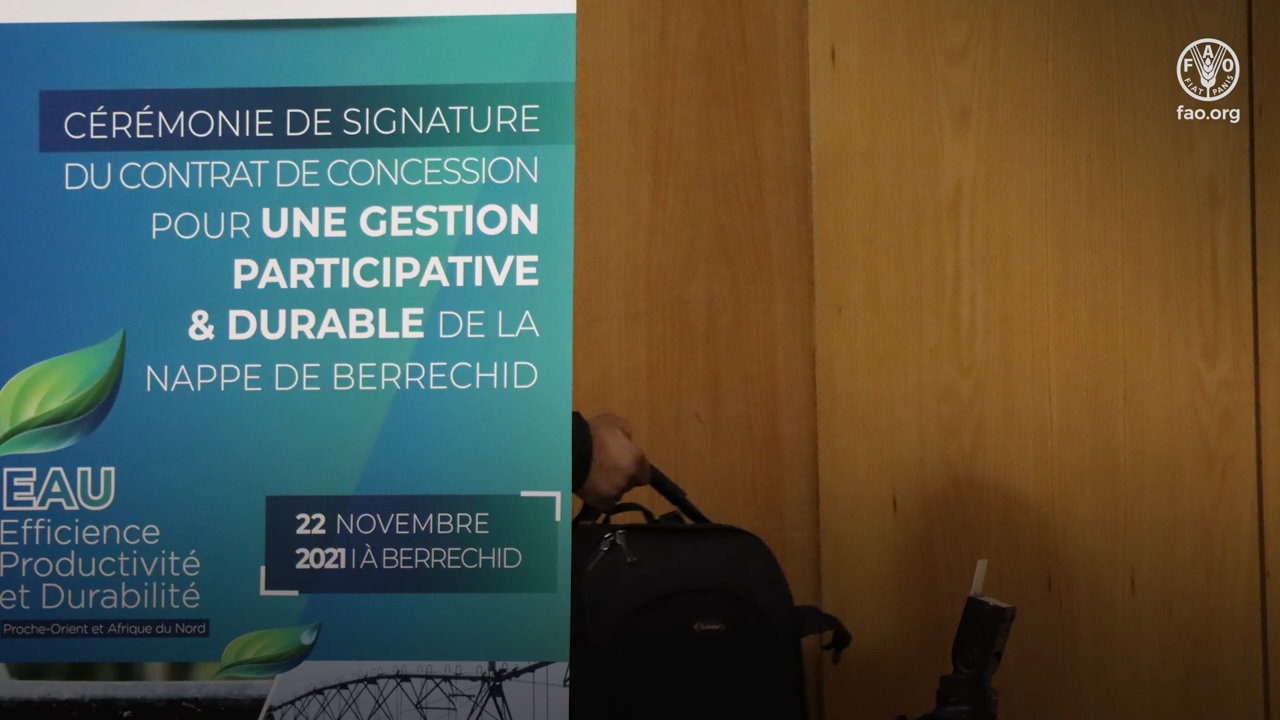 CÉRÉMONIE DE SIGNATURE
DU CONTRAT DE CONCESSION
POUR UNE GESTION
PARTICIPATIVE
& DURABLE DE LA
NAPPE DE BERRECHID
EAU
Efficience
Productivité
et Durabilité
Proche-Orient et Afrique du Nord
22 NOVEMBRE
2021 | À BERRECHID
FAO
FIAT PANIS
fao.org